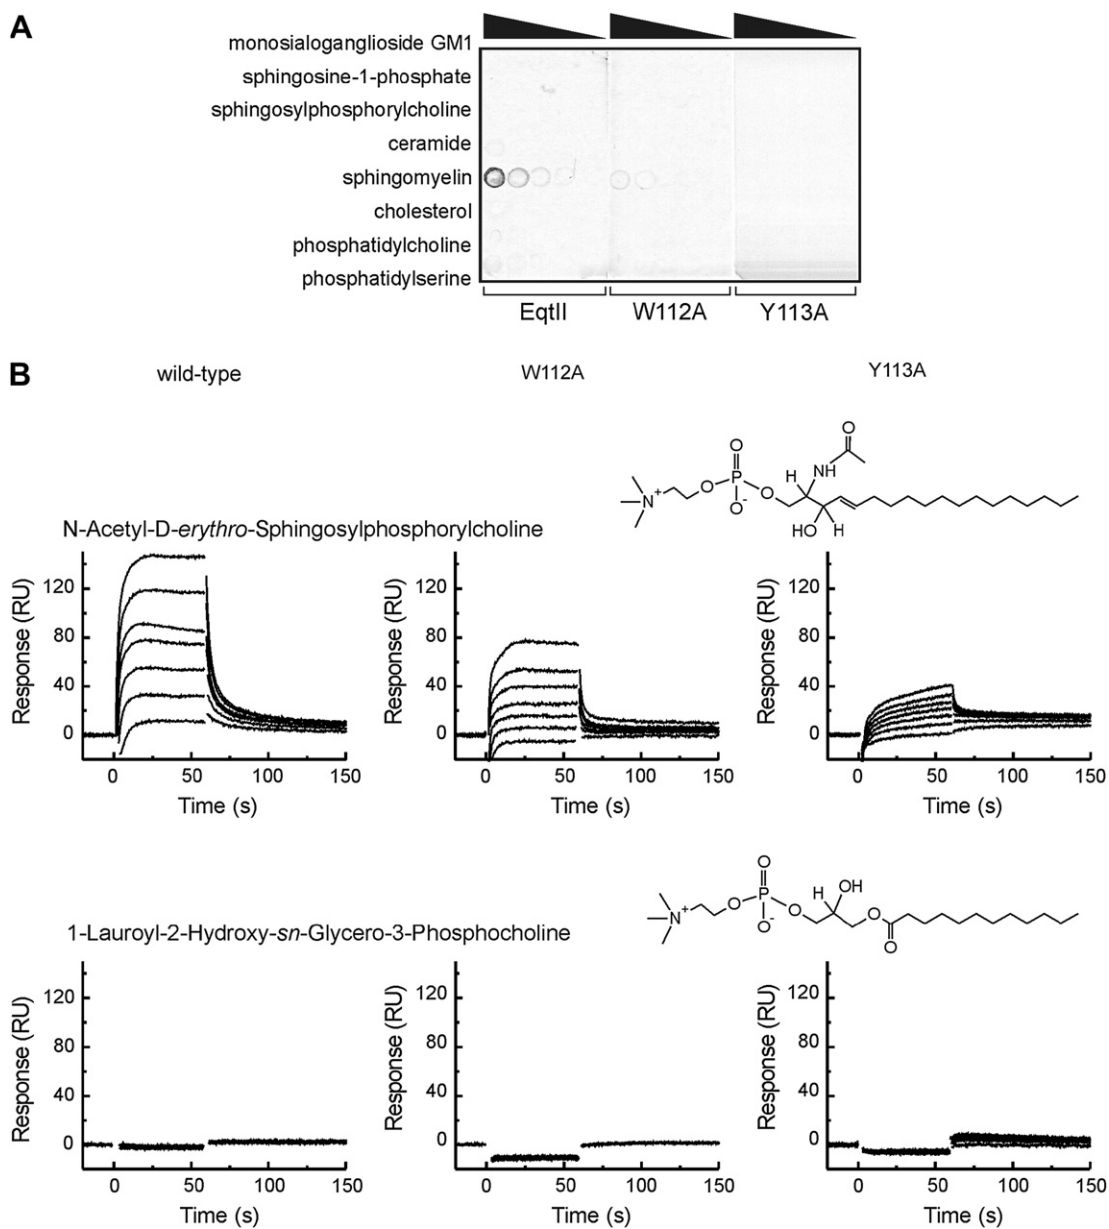 A
monosialoganglioside GM1
sphingosine-1-phosphate
sphingosylphosphorylcholine
ceramide
sphingomyelin
cholesterol
phosphatidylcholine
phosphatidylserine
EqtII W112A Y113A
B
wild-type W112A Y113A
O
O
H NH
N+ O P O
O-
HO H
N-Acetyl-D-erythro-Sphingosylphosphorylcholine
Response (RU) 120 80 40 0
0 50 100 150
Time (s)
Response (RU) 120 80 40 0
0 50 100 150
Time (s)
Response (RU) 120 80 40 0
0 50 100 150
Time (s)
O
H OH
N+ O P O O
O-
O
1-Lauroyl-2-Hydroxy-sn-Glycero-3-Phosphocholine
Response (RU) 120 80 40 0
0 50 100 150
Time (s)
Response (RU) 120 80 40 0
0 50 100 150
Time (s)
Response (RU) 120 80 40 0
0 50 100 150
Time (s)